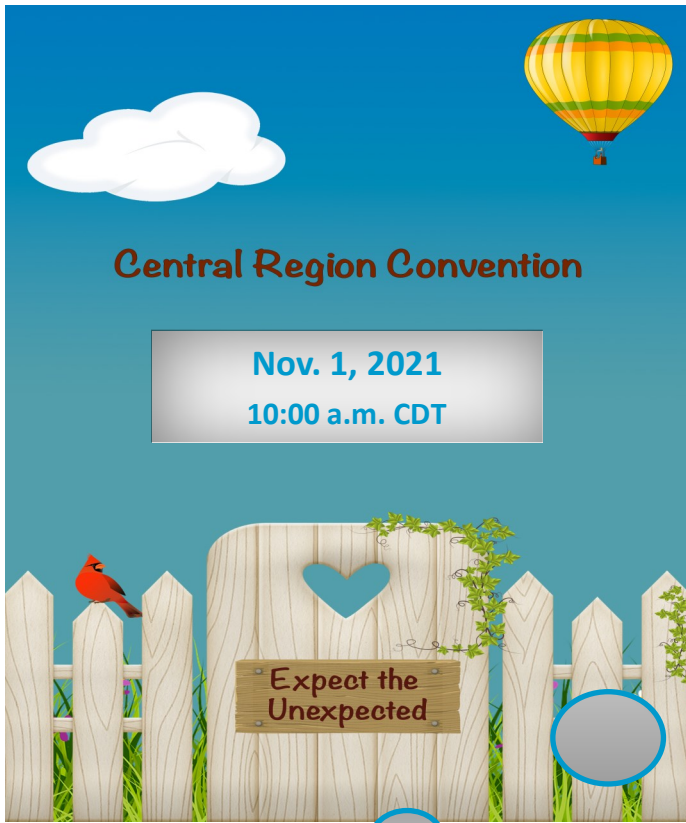 Central Region Convention
Nov. 1, 2021
10:00 a.m. CDT
Expect the
Unexpected